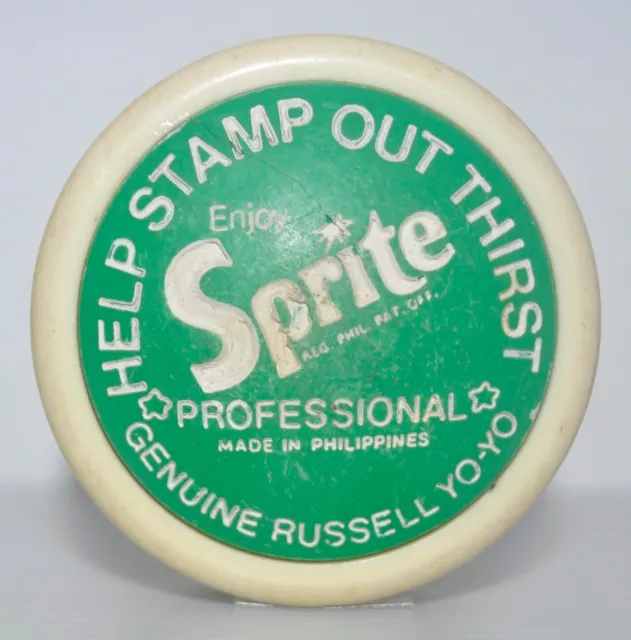 HELP STAMP OUT THIRST
Enjoy
Sprite
REG. PHIL. PAT. OFF.
PROFESSIONAL
MADE IN PHILIPPINES
GENUINE RUSSELL YO-YO